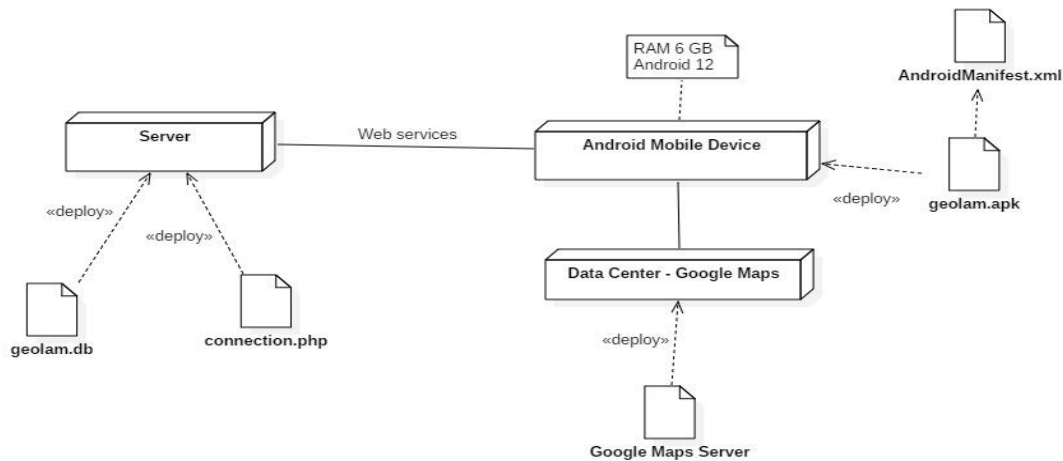 RAM 6 GB
Android 12
AndroidManifest.xml
Server
Web services
Android Mobile Device
«deploy»
geolam.apk
«deploy»
«deploy»
Data Center - Google Maps
geolam.db
connection.php
«deploy»
Google Maps Server